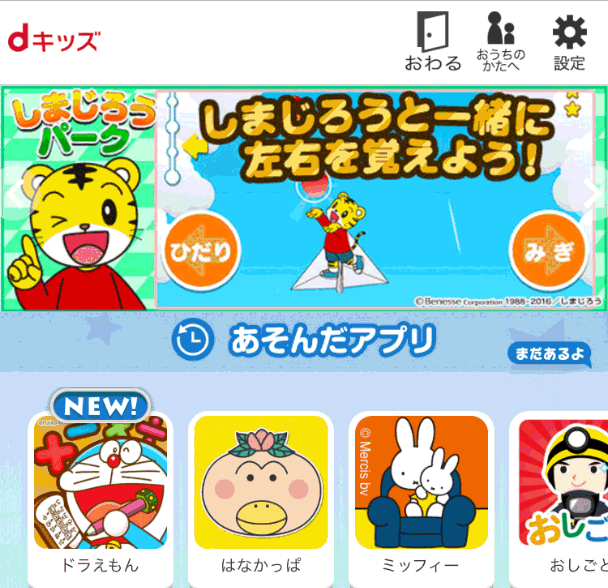 dキッズ
おわる
おうちの
かたへ
設定
しまじろう
パーク
しまじろうと一緒に
左右を覚えよう!
ひだり
みぎ
©Benesse Corporation 1988-2016/しまじろう
あそんだアプリ
まだあるよ
NEW!
© Mercis bv
おしご
ドラえもん
はなかっぱ
ミッフィー
おしごと